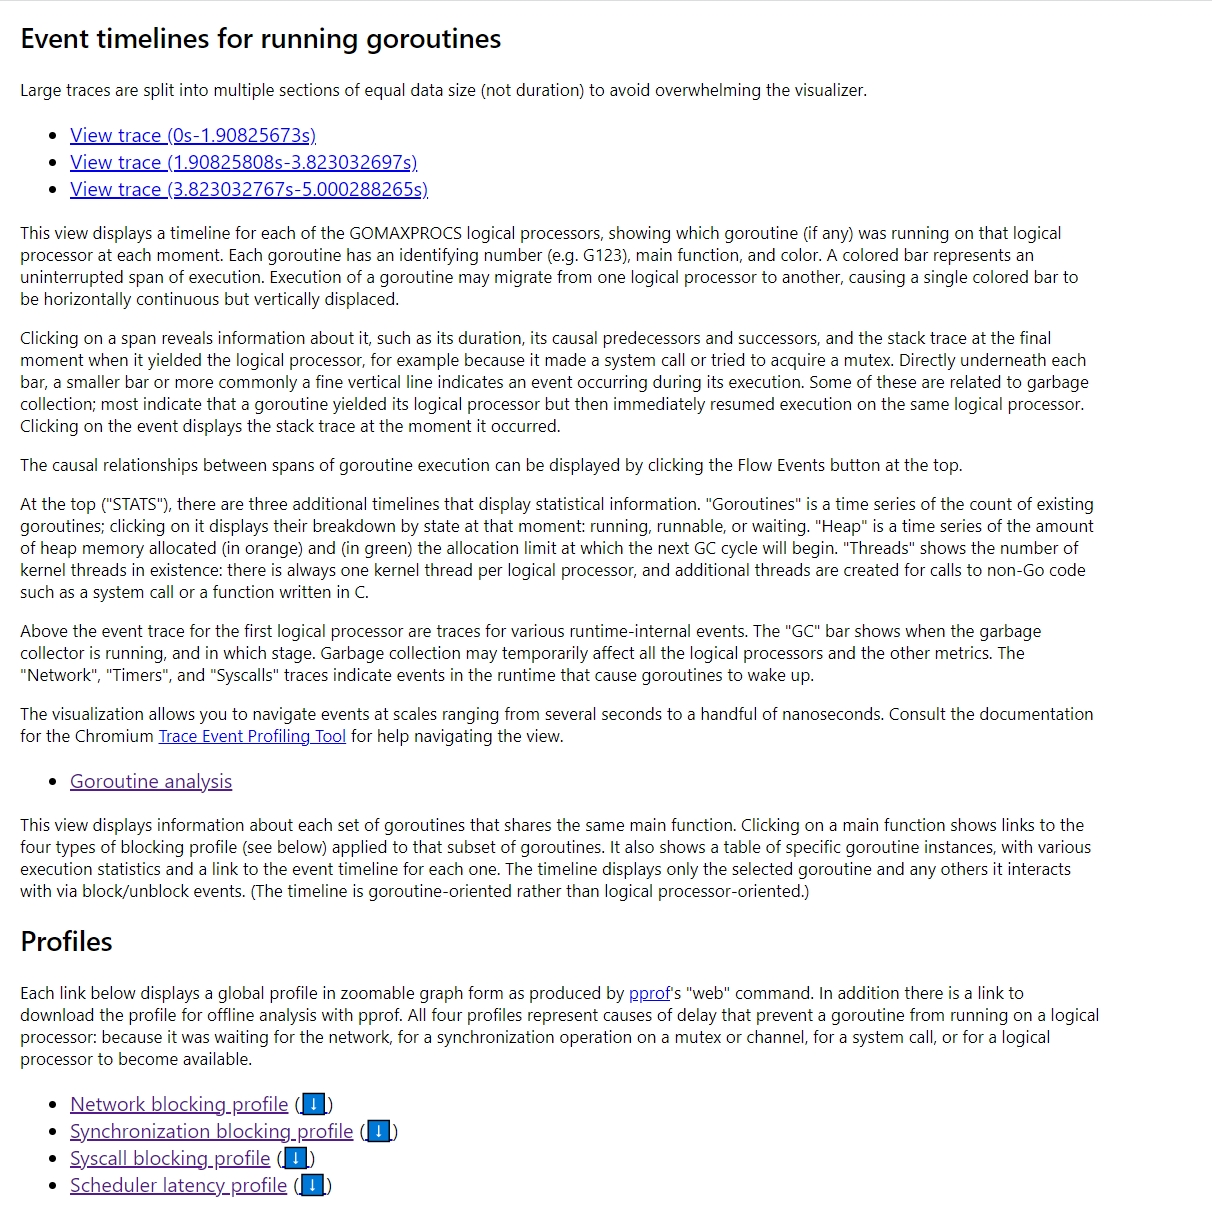 Event timelines for running goroutines
Large traces are split into multiple sections of equal data size (not duration) to avoid overwhelming the visualizer.
• View trace (0s-1.90825673s)
• View trace (1.90825808s-3.823032697s)
• View trace (3.823032767s-5.000288265s)
This view displays a timeline for each of the GOMAXPROCS logical processors, showing which goroutine (if any) was running on that logical
processor at each moment. Each goroutine has an identifying number (e.g. G123), main function, and color. A colored bar represents an
uninterrupted span of execution. Execution of a goroutine may migrate from one logical processor to another, causing a single colored bar to
be horizontally continuous but vertically displaced.
Clicking on a span reveals information about it, such as its duration, its causal predecessors and successors, and the stack trace at the final
moment when it yielded the logical processor, for example because it made a system call or tried to acquire a mutex. Directly underneath each
bar, a smaller bar or more commonly a fine vertical line indicates an event occurring during its execution. Some of these are related to garbage
collection; most indicate that a goroutine yielded its logical processor but then immediately resumed execution on the same logical processor.
Clicking on the event displays the stack trace at the moment it occurred.
The causal relationships between spans of goroutine execution can be displayed by clicking the Flow Events button at the top.
At the top ("STATS"), there are three additional timelines that display statistical information. "Goroutines" is a time series of the count of existing
goroutines; clicking on it displays their breakdown by state at that moment: running, runnable, or waiting. "Heap" is a time series of the amount
of heap memory allocated (in orange) and (in green) the allocation limit at which the next GC cycle will begin. "Threads" shows the number of
kernel threads in existence: there is always one kernel thread per logical processor, and additional threads are created for calls to non-Go code
such as a system call or a function written in C.
Above the event trace for the first logical processor are traces for various runtime-internal events. The "GC" bar shows when the garbage
collector is running, and in which stage. Garbage collection may temporarily affect all the logical processors and the other metrics. The
"Network", "Timers", and "Syscalls" traces indicate events in the runtime that cause goroutines to wake up.
The visualization allows you to navigate events at scales ranging from several seconds to a handful of nanoseconds. Consult the documentation
for the Chromium Trace Event Profiling Tool for help navigating the view.
• Goroutine analysis
This view displays information about each set of goroutines that shares the same main function. Clicking on a main function shows links to the
four types of blocking profile (see below) applied to that subset of goroutines. It also shows a table of specific goroutine instances, with various
execution statistics and a link to the event timeline for each one. The timeline displays only the selected goroutine and any others it interacts
with via block/unblock events. (The timeline is goroutine-oriented rather than logical processor-oriented.)
Profiles
Each link below displays a global profile in zoomable graph form as produced by pprof's "web" command. In addition there is a link to
download the profile for offline analysis with pprof. All four profiles represent causes of delay that prevent a goroutine from running on a logical
processor: because it was waiting for the network, for a synchronization operation on a mutex or channel, for a system call, or for a logical
processor to become available.
• Network blocking profile (⬇)
• Synchronization blocking profile (⬇)
• Syscall blocking profile (⬇)
• Scheduler latency profile (⬇)